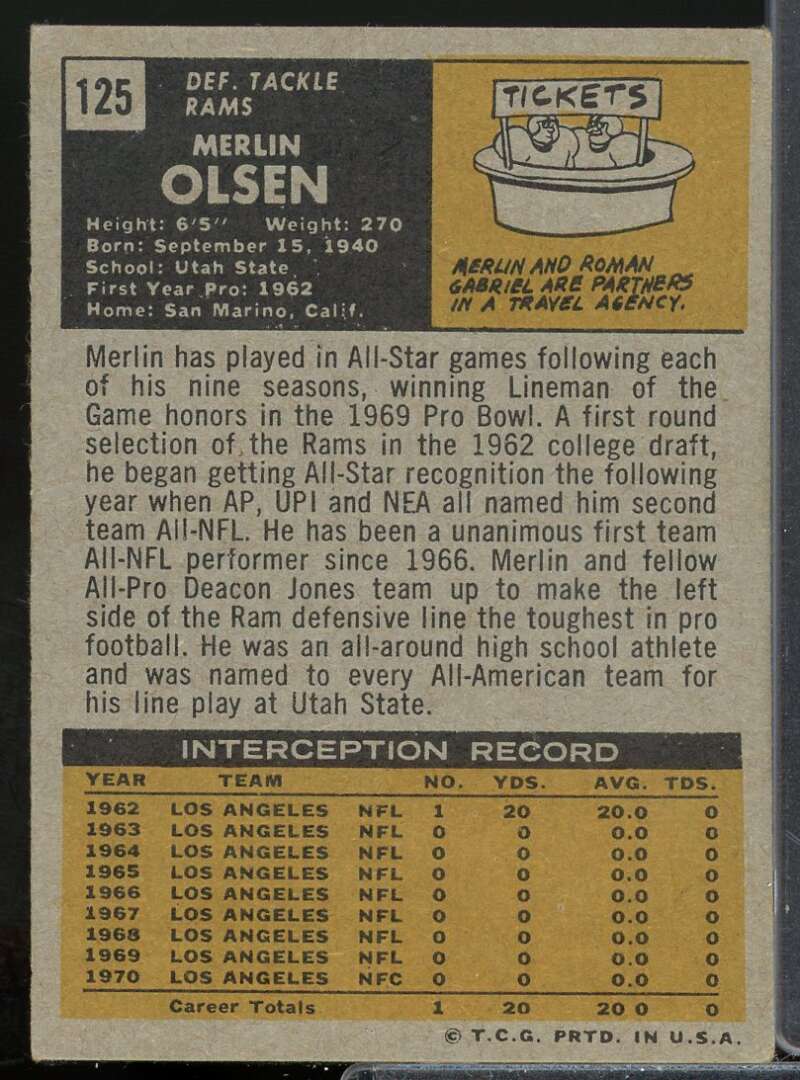 125
DEF. TACKLE
RAMS
MERLIN
OLSEN
Height: 6'5" Weight: 270
Born: September 15, 1940
School: Utah State
First Year Pro: 1962
Home: San Marino, Calif.
TICKETS
MERLIN AND ROMAN
GABRIEL ARE PARTNERS
IN A TRAVEL AGENCY.
Merlin has played in All-Star games following each
of his nine seasons, winning Lineman of the
Game honors in the 1969 Pro Bowl. A first round
selection of the Rams in the 1962 college draft,
he began getting All-Star recognition the following
year when AP, UPI and NEA all named him second
team All-NFL. He has been a unanimous first team
All-NFL performer since 1966. Merlin and fellow
All-Pro Deacon Jones team up to make the left
side of the Ram defensive line the toughest in pro
football. He was an all-around high school athlete
and was named to every All-American team for
his line play at Utah State.
INTERCEPTION RECORD
YEAR TEAM NO. YDS. AVG. TDS.
1962 LOS ANGELES NFL 1 20 20.0 0
1963 LOS ANGELES NFL 0 0 0.0 0
1964 LOS ANGELES NFL 0 0 0.0 0
1965 LOS ANGELES NFL 0 0 0.0 0
1966 LOS ANGELES NFL 0 0 0.0 0
1967 LOS ANGELES NFL 0 0 0.0 0
1968 LOS ANGELES NFL 0 0 0.0 0
1969 LOS ANGELES NFL 0 0 0.0 0
1970 LOS ANGELES NFC 0 0 0.0 0
Career Totals 1 20 20 0 0
© T.C.G. PRTD. IN U.S.A.